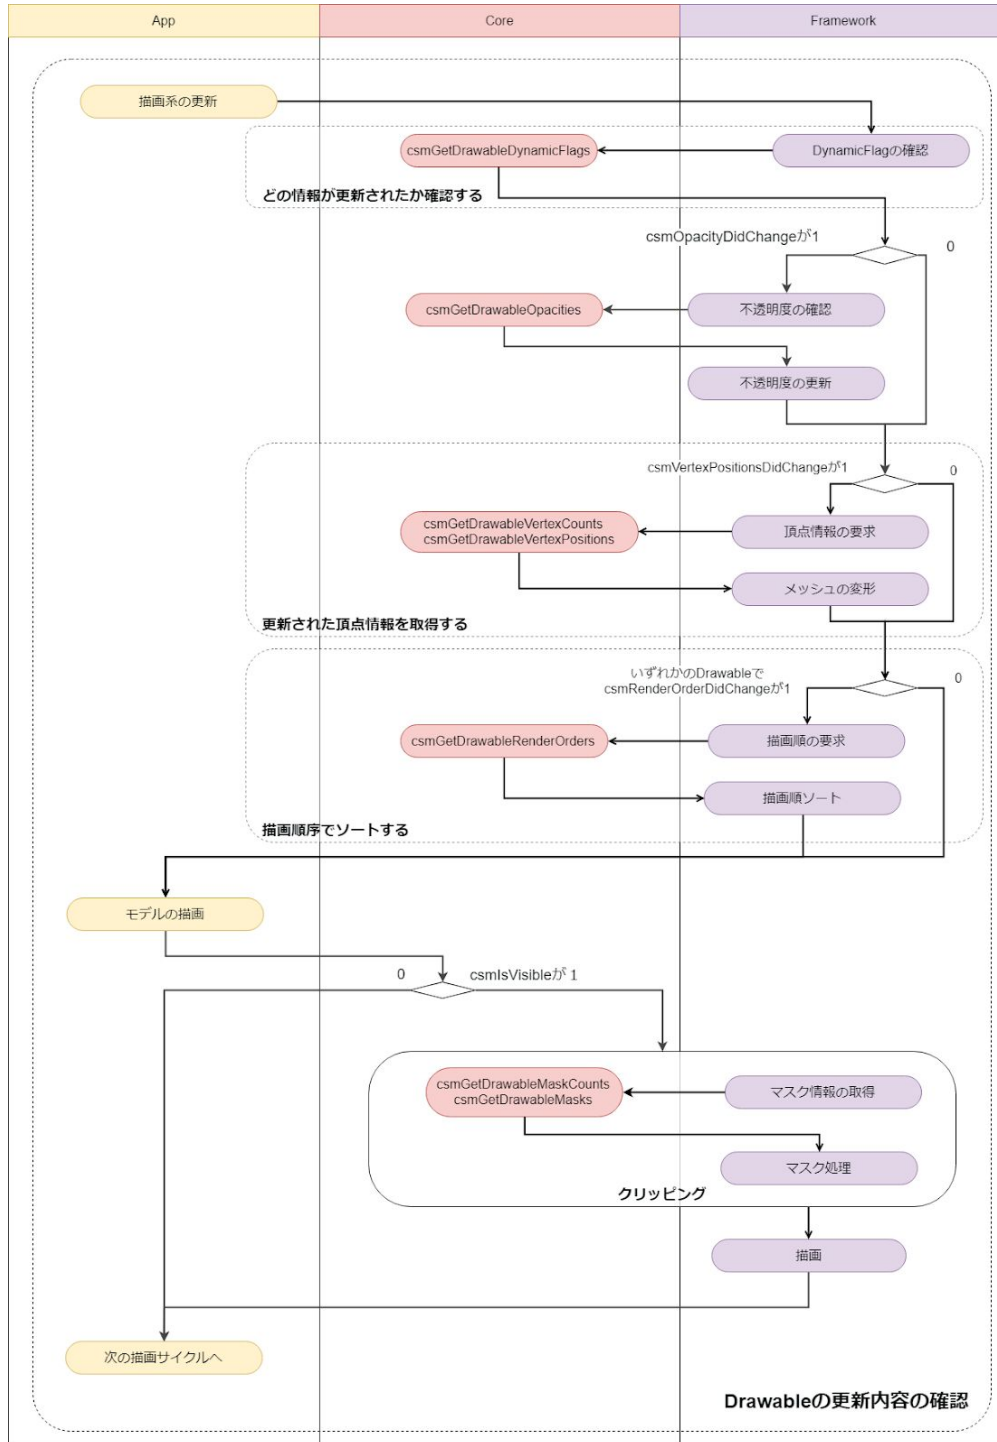 App
Core
Framework
描画系の更新
csmGetDrawableDynamicFlags
DynamicFlagの確認
どの情報が更新されたか確認する
csmOpacityDidChangeが1
0
csmGetDrawableOpacities
不透明度の確認
不透明度の更新
csmVertexPositionsDidChangeが1
0
csmGetDrawableVertexCounts
csmGetDrawableVertexPositions
頂点情報の要求
メッシュの変形
更新された頂点情報を取得する
いずれかのDrawableで
csmRenderOrderDidChangeが1
0
csmGetDrawableRenderOrders
描画順の要求
描画順ソート
描画順序でソートする
モデルの描画
0
csmIsVisibleが 1
csmGetDrawableMaskCounts
csmGetDrawableMasks
マスク情報の取得
マスク処理
クリッピング
描画
次の描画サイクルへ
Drawableの更新内容の確認